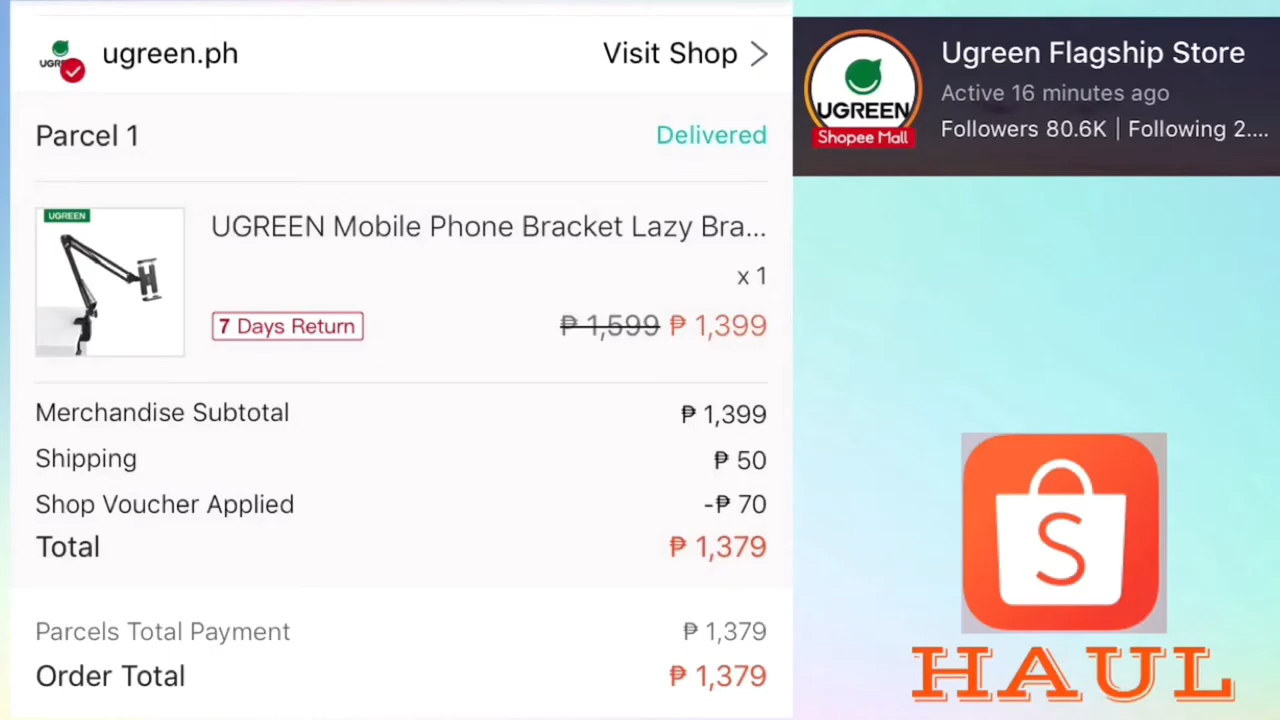 ugreen.ph
Visit Shop >
Parcel 1
Delivered
UGREEN
UGREEN Mobile Phone Bracket Lazy Bra...
x 1
7 Days Return
₱ 1,599 ₱ 1,399
Merchandise Subtotal
₱ 1,399
Shipping
₱ 50
Shop Voucher Applied
-₱ 70
Total
₱ 1,379
Parcels Total Payment
₱ 1,379
Order Total
₱ 1,379
UGREEN
Shopee Mall
Ugreen Flagship Store
Active 16 minutes ago
Followers 80.6K | Following 2....
S
HAUL